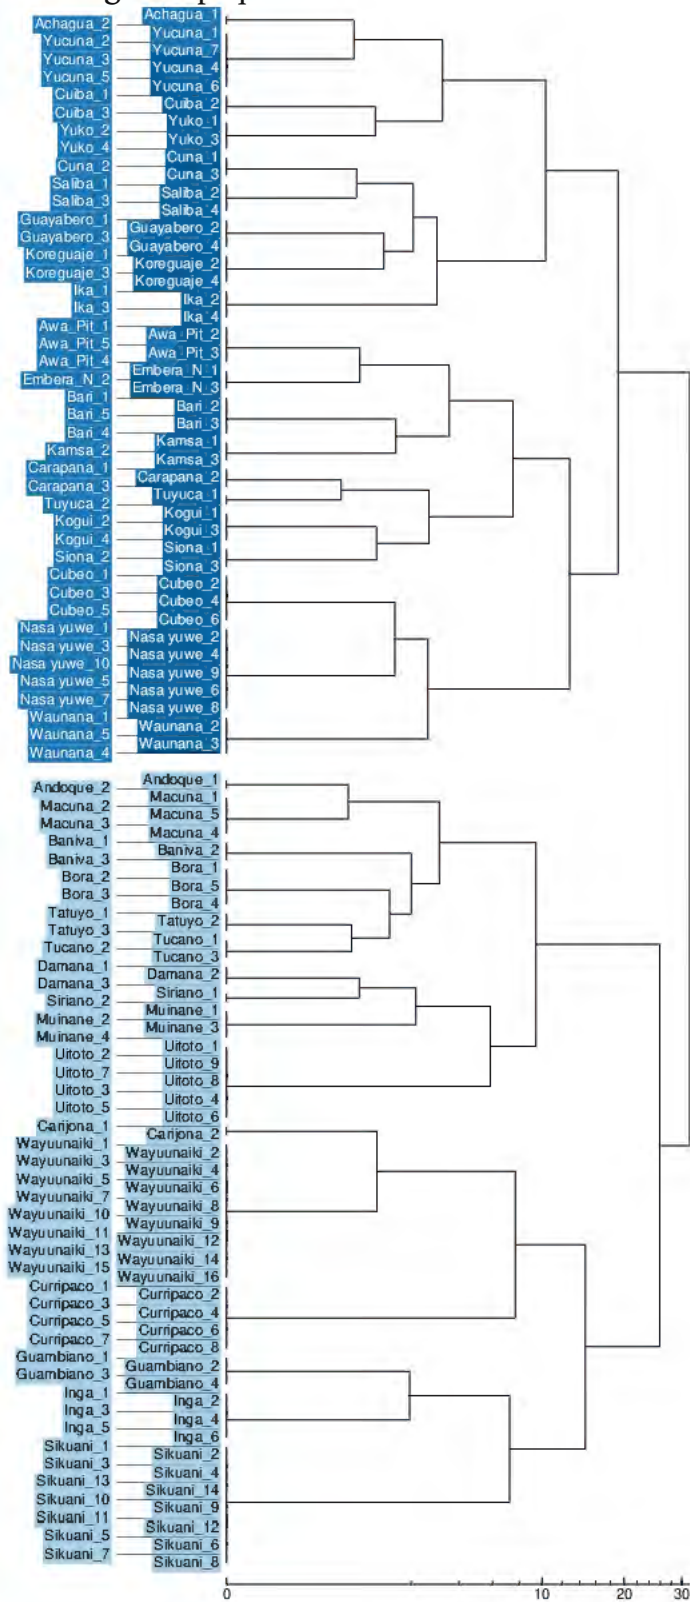 Achagua_1
Achagua_2
Yucuna_1
Yucuna_2
Yucuna_7
Yucuna_3
Yucuna_4
Yucuna_5
Yucuna_6
Cuiba_1
Cuiba_2
Cuiba_3
Yuko_1
Yuko_2
Yuko_3
Yuko_4
Cuna_1
Cuna_2
Cuna_3
Saliba_1
Saliba_2
Saliba_3
Saliba_4
Guayabero_1
Guayabero_2
Guayabero_3
Guayabero_4
Koreguaje_1
Koreguaje_2
Koreguaje_3
Koreguaje_4
Ika_1
Ika_2
Ika_3
Ika_4
Awa_Pit_1
Awa_Pit_2
Awa_Pit_5
Awa_Pit_3
Awa_Pit_4
Embera_N_1
Embera_N_2
Embera_N_3
Bari_1
Bari_2
Bari_5
Bari_3
Bari_4
Kamsa_1
Kamsa_2
Kamsa_3
Carapana_1
Carapana_2
Carapana_3
Tuyuca_1
Tuyuca_2
Kogui_1
Kogui_2
Kogui_3
Kogui_4
Siona_1
Siona_2
Siona_3
Cubeo_1
Cubeo_2
Cubeo_3
Cubeo_4
Cubeo_5
Cubeo_6
Nasa yuwe_1
Nasa yuwe_2
Nasa yuwe_3
Nasa yuwe_4
Nasa yuwe_10
Nasa yuwe_9
Nasa yuwe_5
Nasa yuwe_6
Nasa yuwe_7
Nasa yuwe_8
Waunana_1
Waunana_2
Waunana_5
Waunana_3
Waunana_4
Andoque_1
Andoque_2
Macuna_1
Macuna_2
Macuna_5
Macuna_3
Macuna_4
Baniva_1
Baniva_2
Baniva_3
Bora_1
Bora_2
Bora_5
Bora_3
Bora_4
Tatuyo_1
Tatuyo_2
Tatuyo_3
Tucano_1
Tucano_2
Tucano_3
Damana_1
Damana_2
Damana_3
Siriano_1
Siriano_2
Muinane_1
Muinane_2
Muinane_3
Muinane_4
Uitoto_1
Uitoto_2
Uitoto_9
Uitoto_7
Uitoto_8
Uitoto_3
Uitoto_4
Uitoto_5
Uitoto_6
Carijona_1
Carijona_2
Wayuunaiki_1
Wayuunaiki_2
Wayuunaiki_3
Wayuunaiki_4
Wayuunaiki_5
Wayuunaiki_6
Wayuunaiki_7
Wayuunaiki_8
Wayuunaiki_10
Wayuunaiki_9
Wayuunaiki_11
Wayuunaiki_12
Wayuunaiki_13
Wayuunaiki_14
Wayuunaiki_15
Wayuunaiki_16
Curripaco_1
Curripaco_2
Curripaco_3
Curripaco_4
Curripaco_5
Curripaco_6
Curripaco_7
Curripaco_8
Guambiano_1
Guambiano_2
Guambiano_3
Guambiano_4
Inga_1
Inga_2
Inga_3
Inga_4
Inga_5
Inga_6
Sikuani_1
Sikuani_2
Sikuani_3
Sikuani_4
Sikuani_13
Sikuani_14
Sikuani_10
Sikuani_9
Sikuani_11
Sikuani_12
Sikuani_5
Sikuani_6
Sikuani_7
Sikuani_8
0 10 20 30